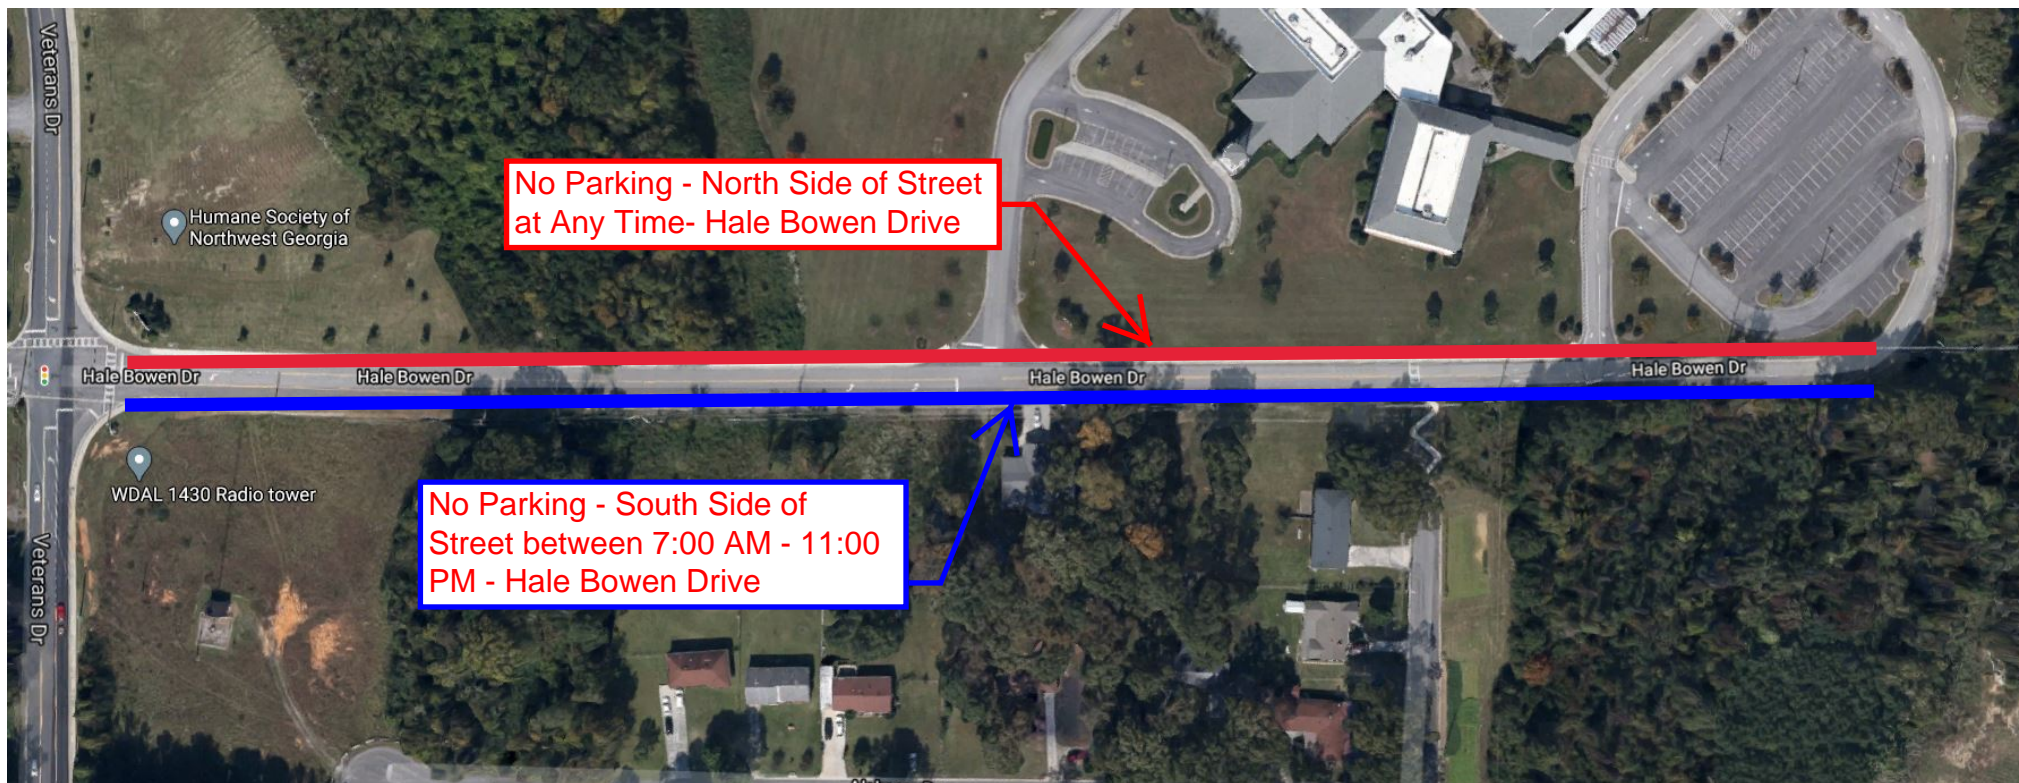 Veterans Dr
No Parking - North Side of Street
at Any Time- Hale Bowen Drive
Humane Society of
Northwest Georgia
Hale Bowen Dr
Hale Bowen Dr
Hale Bowen Dr
Hale Bowen Dr
WDAL 1430 Radio tower
No Parking - South Side of
Street between 7:00 AM - 11:00
PM - Hale Bowen Drive
Veterans Dr